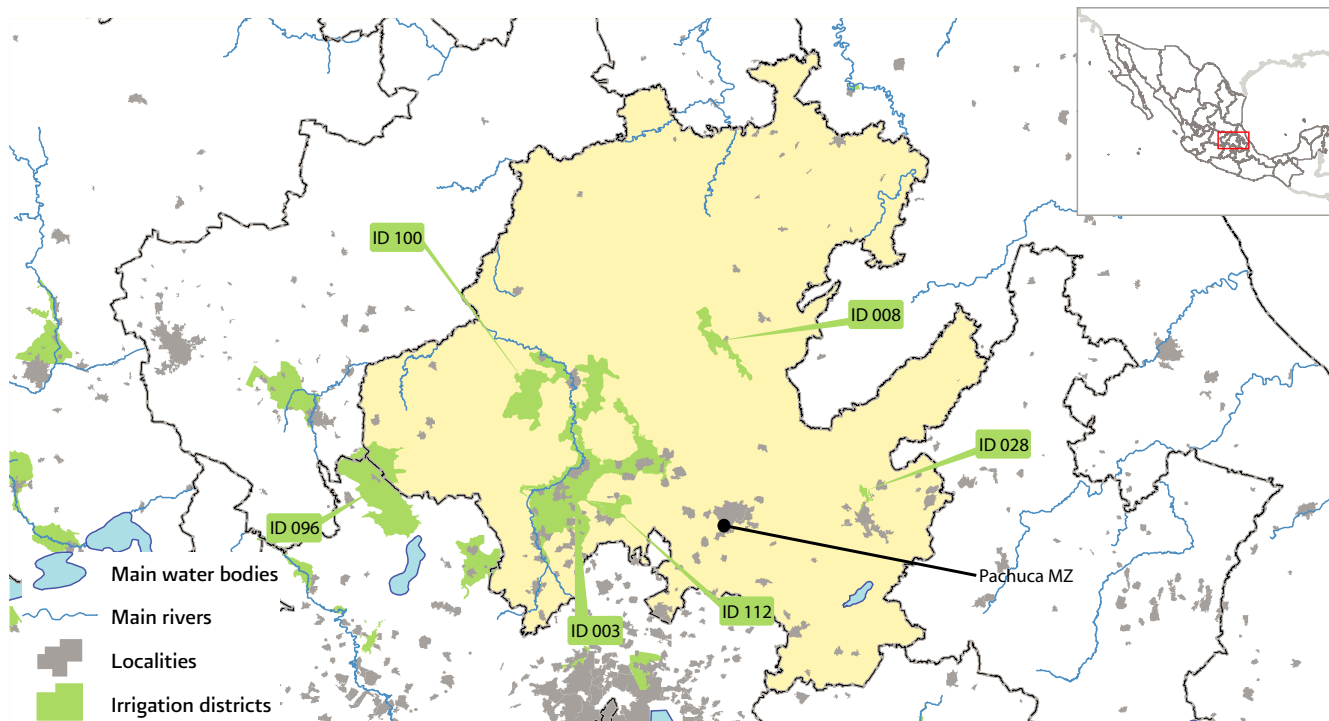 ID 100
ID 008
ID 028
ID 096
Pachuca MZ
ID 112
ID 003
Main water bodies
Main rivers
Localities
Irrigation districts